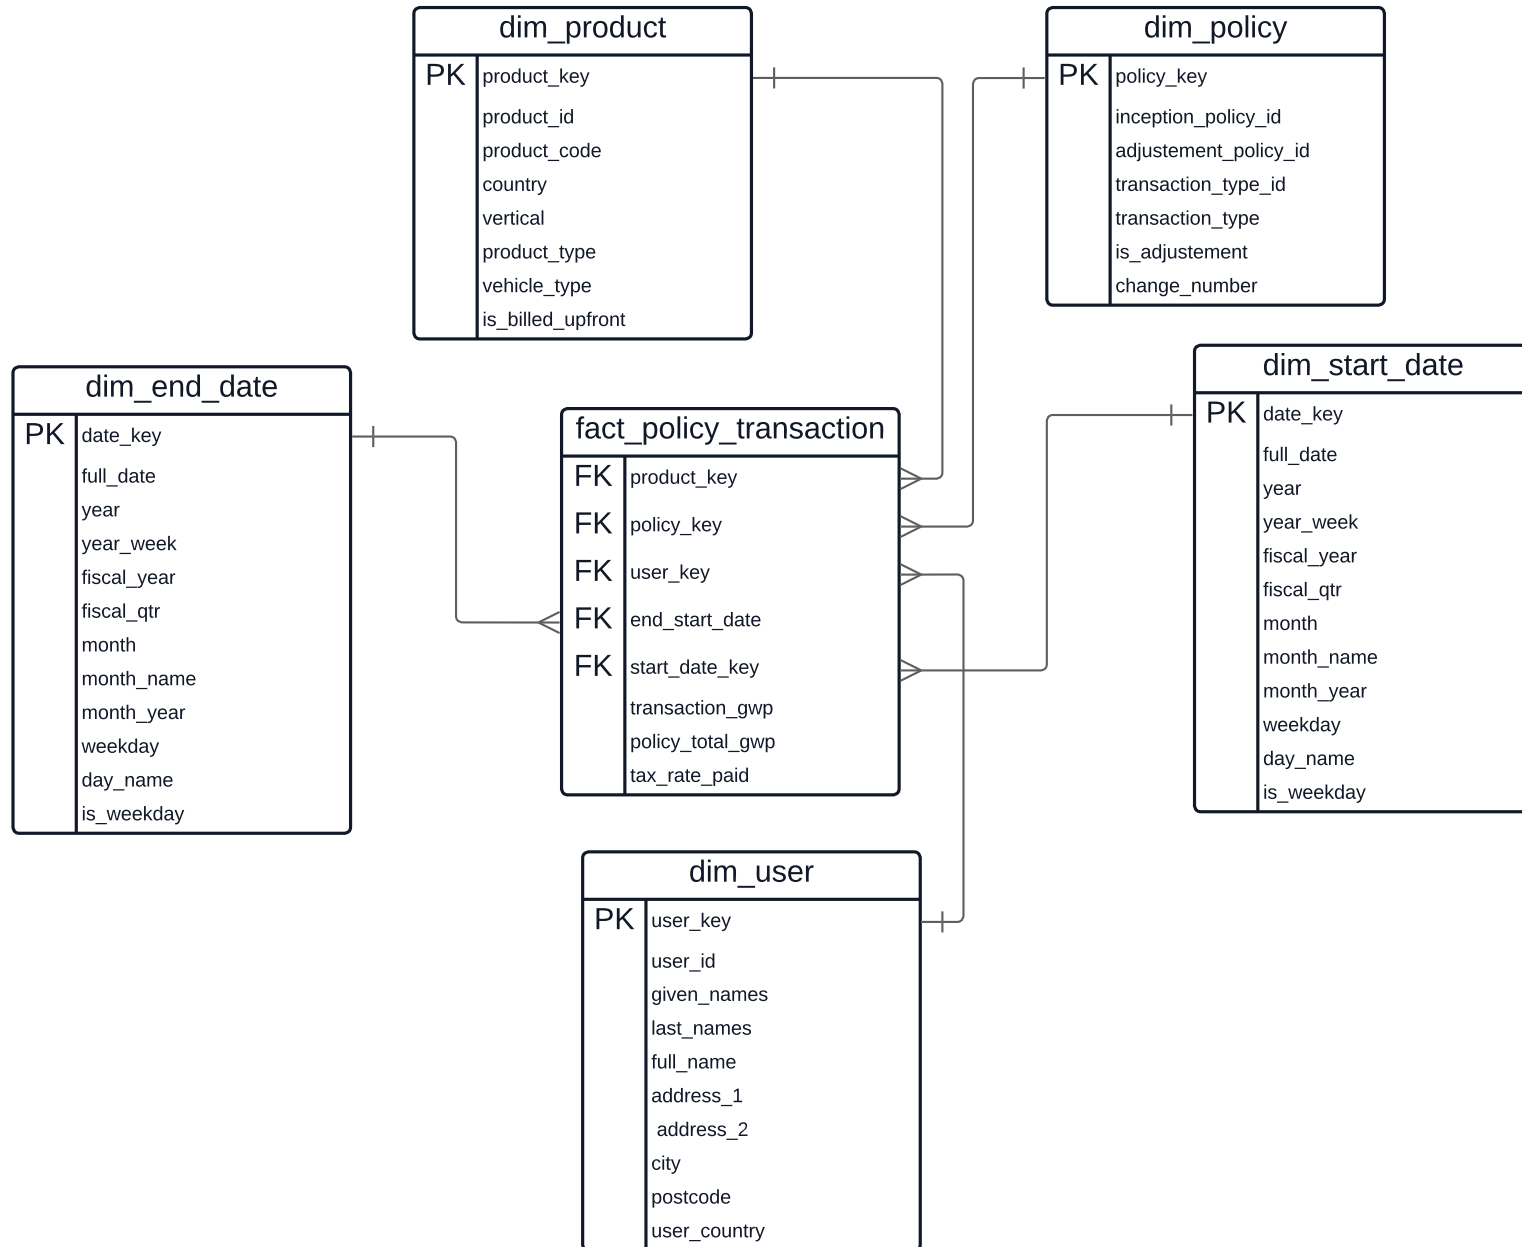 dim_product
PK product_key
product_id
product_code
country
vertical
product_type
vehicle_type
is_billed_upfront
dim_policy
PK policy_key
inception_policy_id
adjustement_policy_id
transaction_type_id
transaction_type
is_adjustement
change_number
dim_end_date
PK date_key
full_date
year
year_week
fiscal_year
fiscal_qtr
month
month_name
month_year
weekday
day_name
is_weekday
fact_policy_transaction
FK product_key
FK policy_key
FK user_key
FK end_start_date
FK start_date_key
transaction_gwp
policy_total_gwp
tax_rate_paid
dim_start_date
PK date_key
full_date
year
year_week
fiscal_year
fiscal_qtr
month
month_name
month_year
weekday
day_name
is_weekday
dim_user
PK user_key
user_id
given_names
last_names
full_name
address_1
address_2
city
postcode
user_country